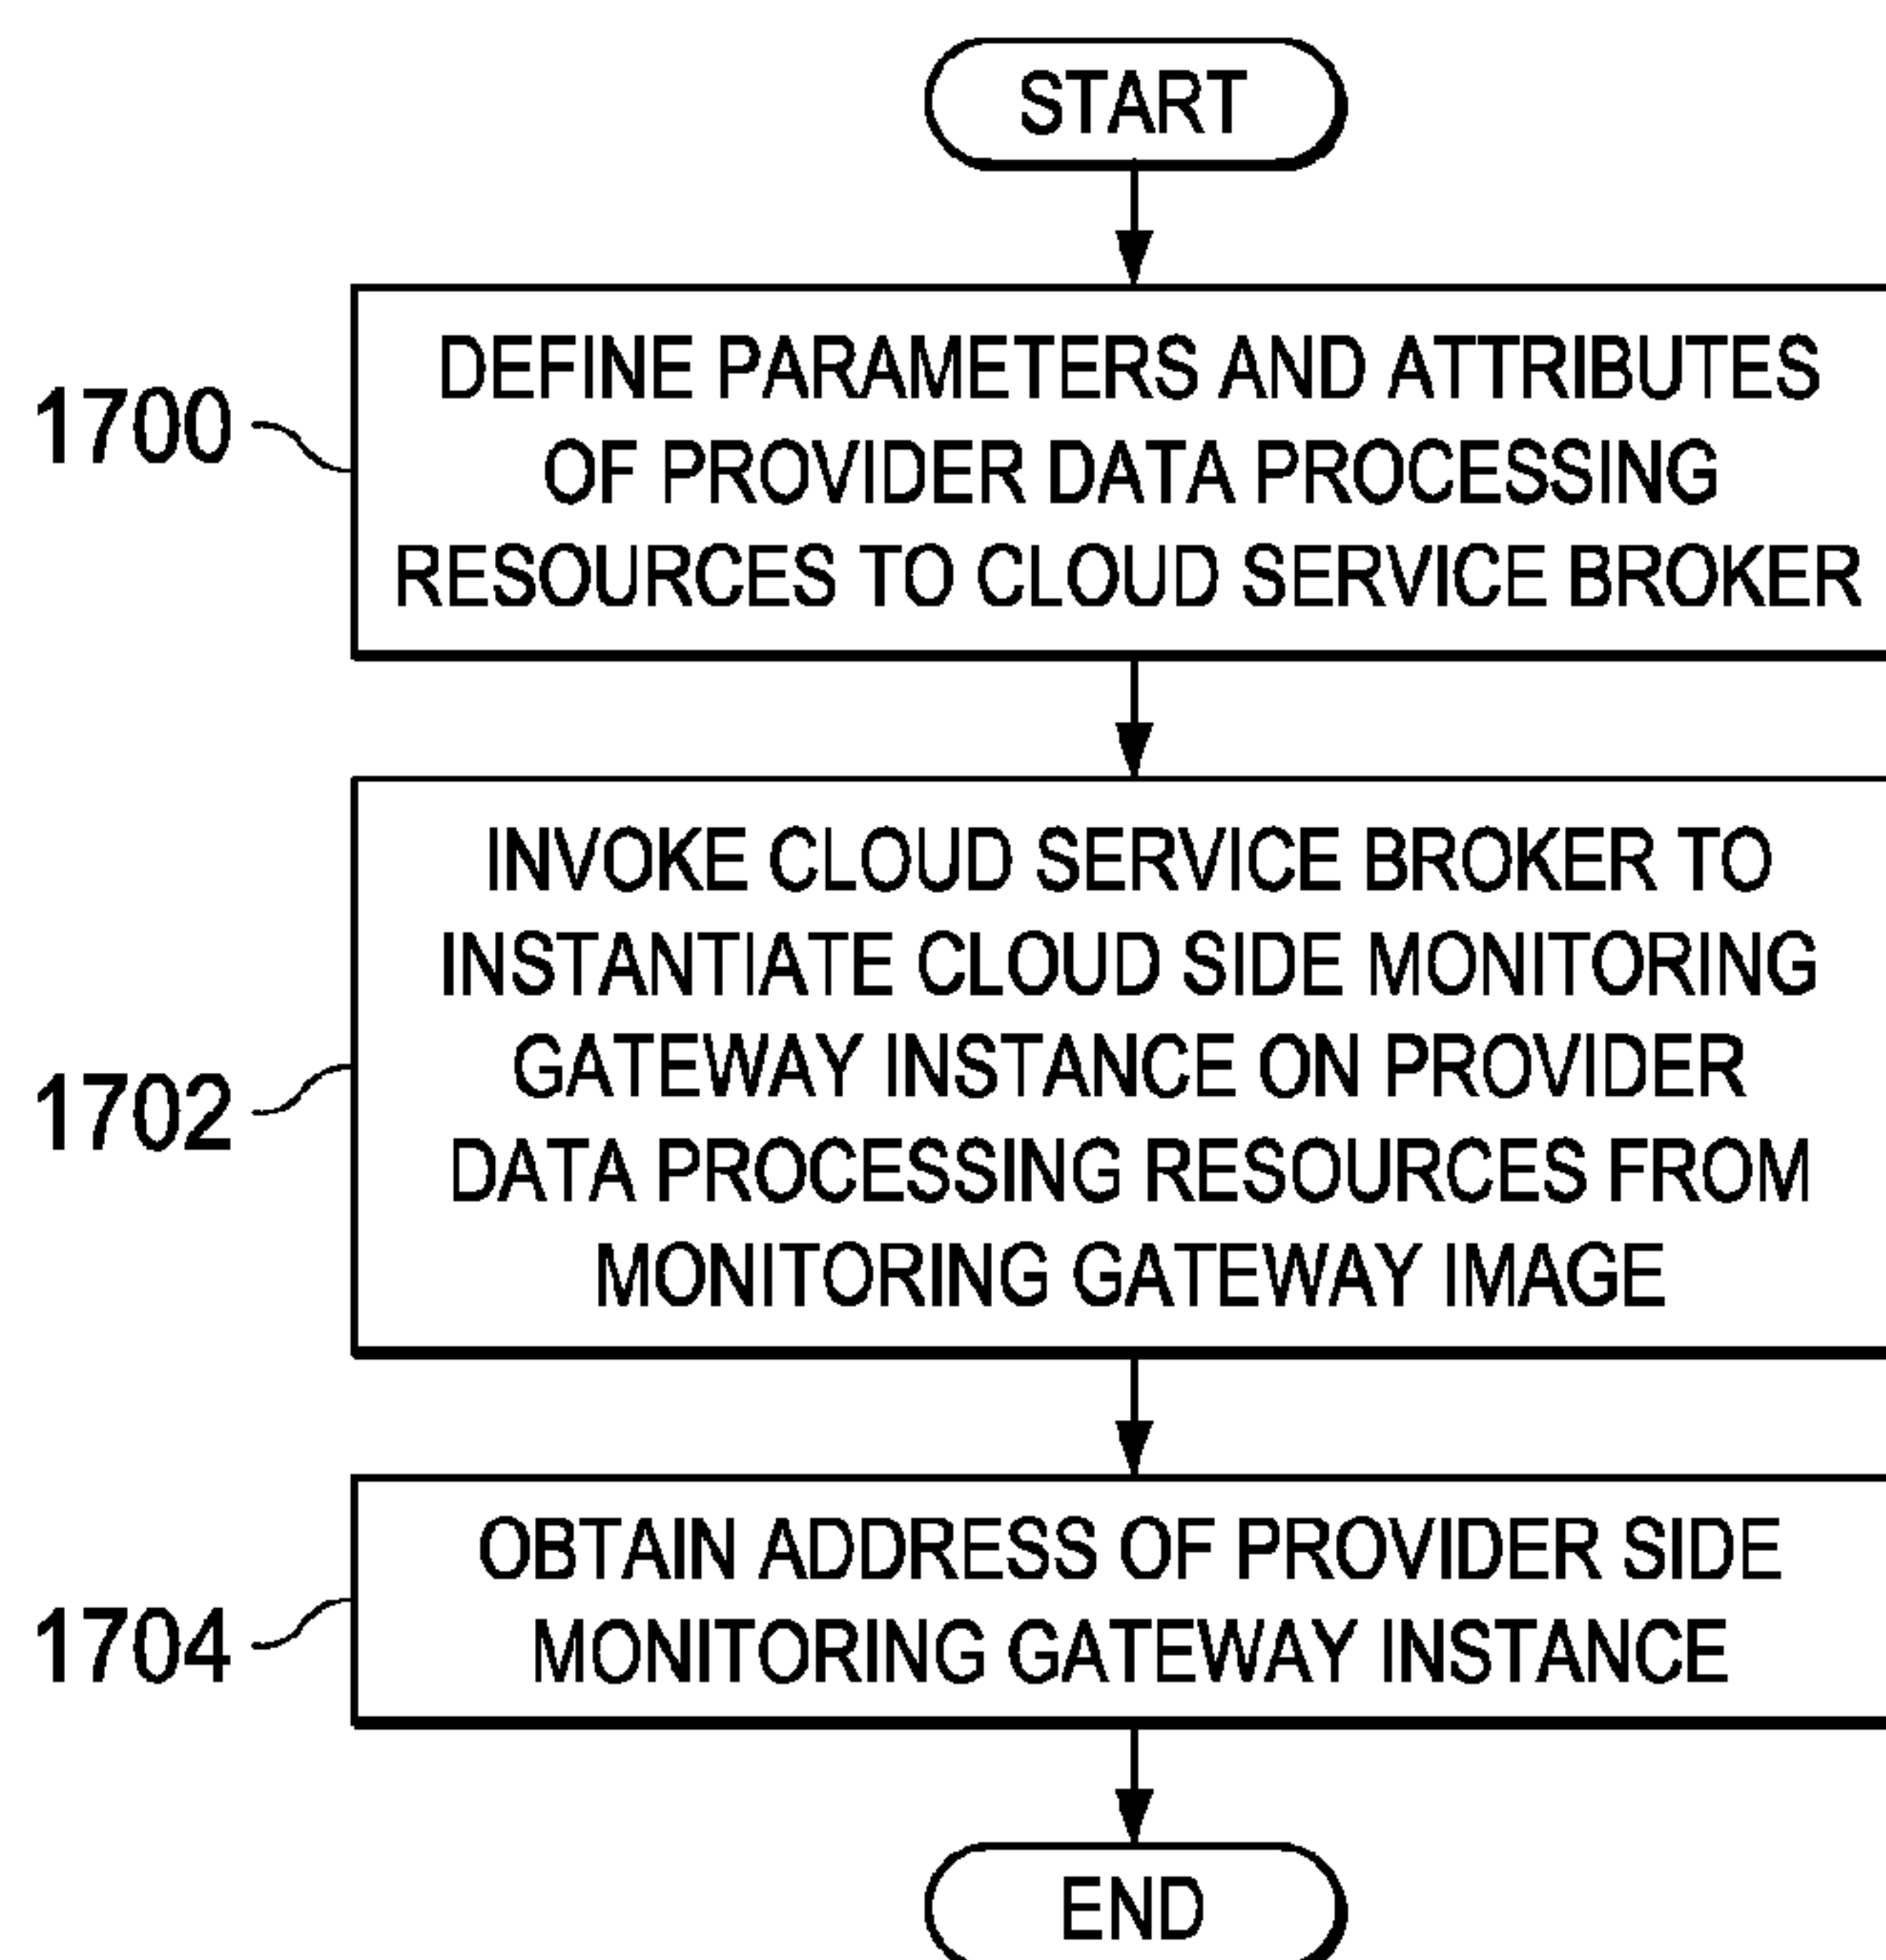 START
1700
DEFINE PARAMETERS AND ATTRIBUTES
OF PROVIDER DATA PROCESSING
RESOURCES TO CLOUD SERVICE BROKER
1702
INVOKE CLOUD SERVICE BROKER TO
INSTANTIATE CLOUD SIDE MONITORING
GATEWAY INSTANCE ON PROVIDER
DATA PROCESSING RESOURCES FROM
MONITORING GATEWAY IMAGE
1704
OBTAIN ADDRESS OF PROVIDER SIDE
MONITORING GATEWAY INSTANCE
END